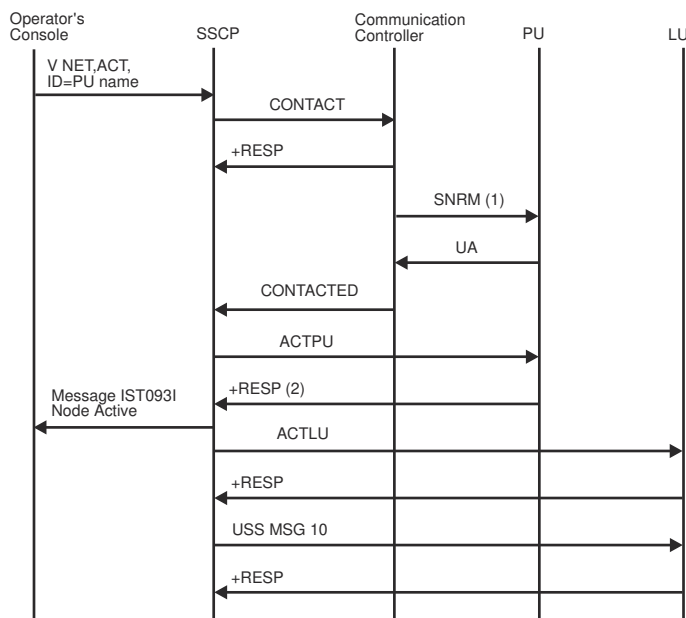 Operator's
Console
SSCP
Communication
Controller
PU
LU
V NET,ACT,
ID=PU name
CONTACT
+RESP
SNRM (1)
UA
CONTACTED
ACTPU
+RESP (2)
Message IST093I
Node Active
ACTLU
+RESP
USS MSG 10
+RESP